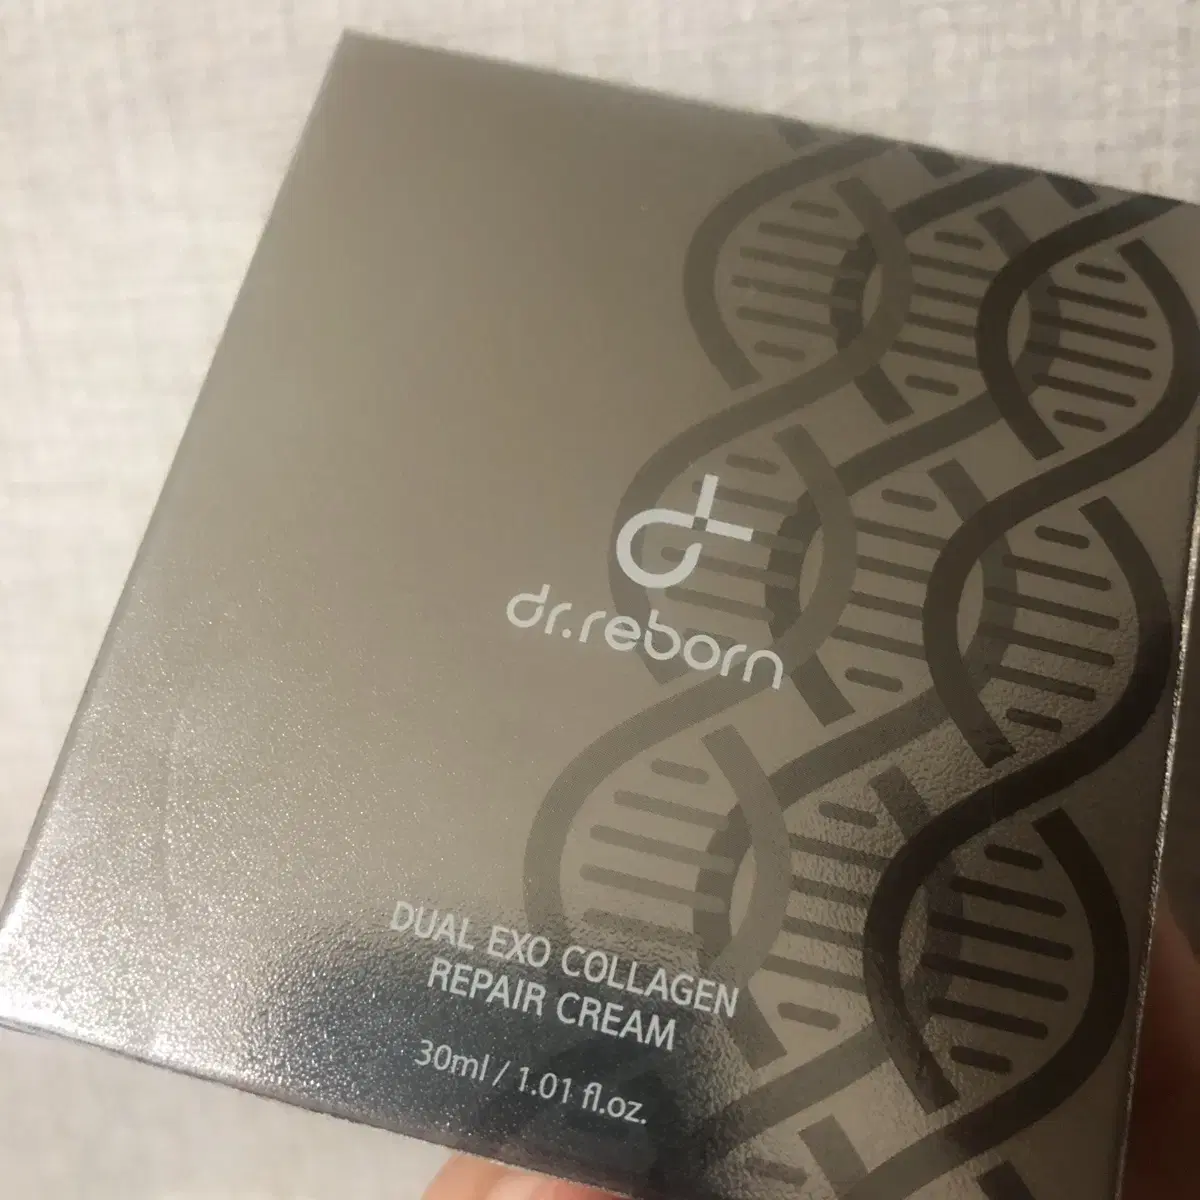 dr.reborn
DUAL EXO COLLAGEN
REPAIR CREAM
30ml / 1.01 fl.oz.